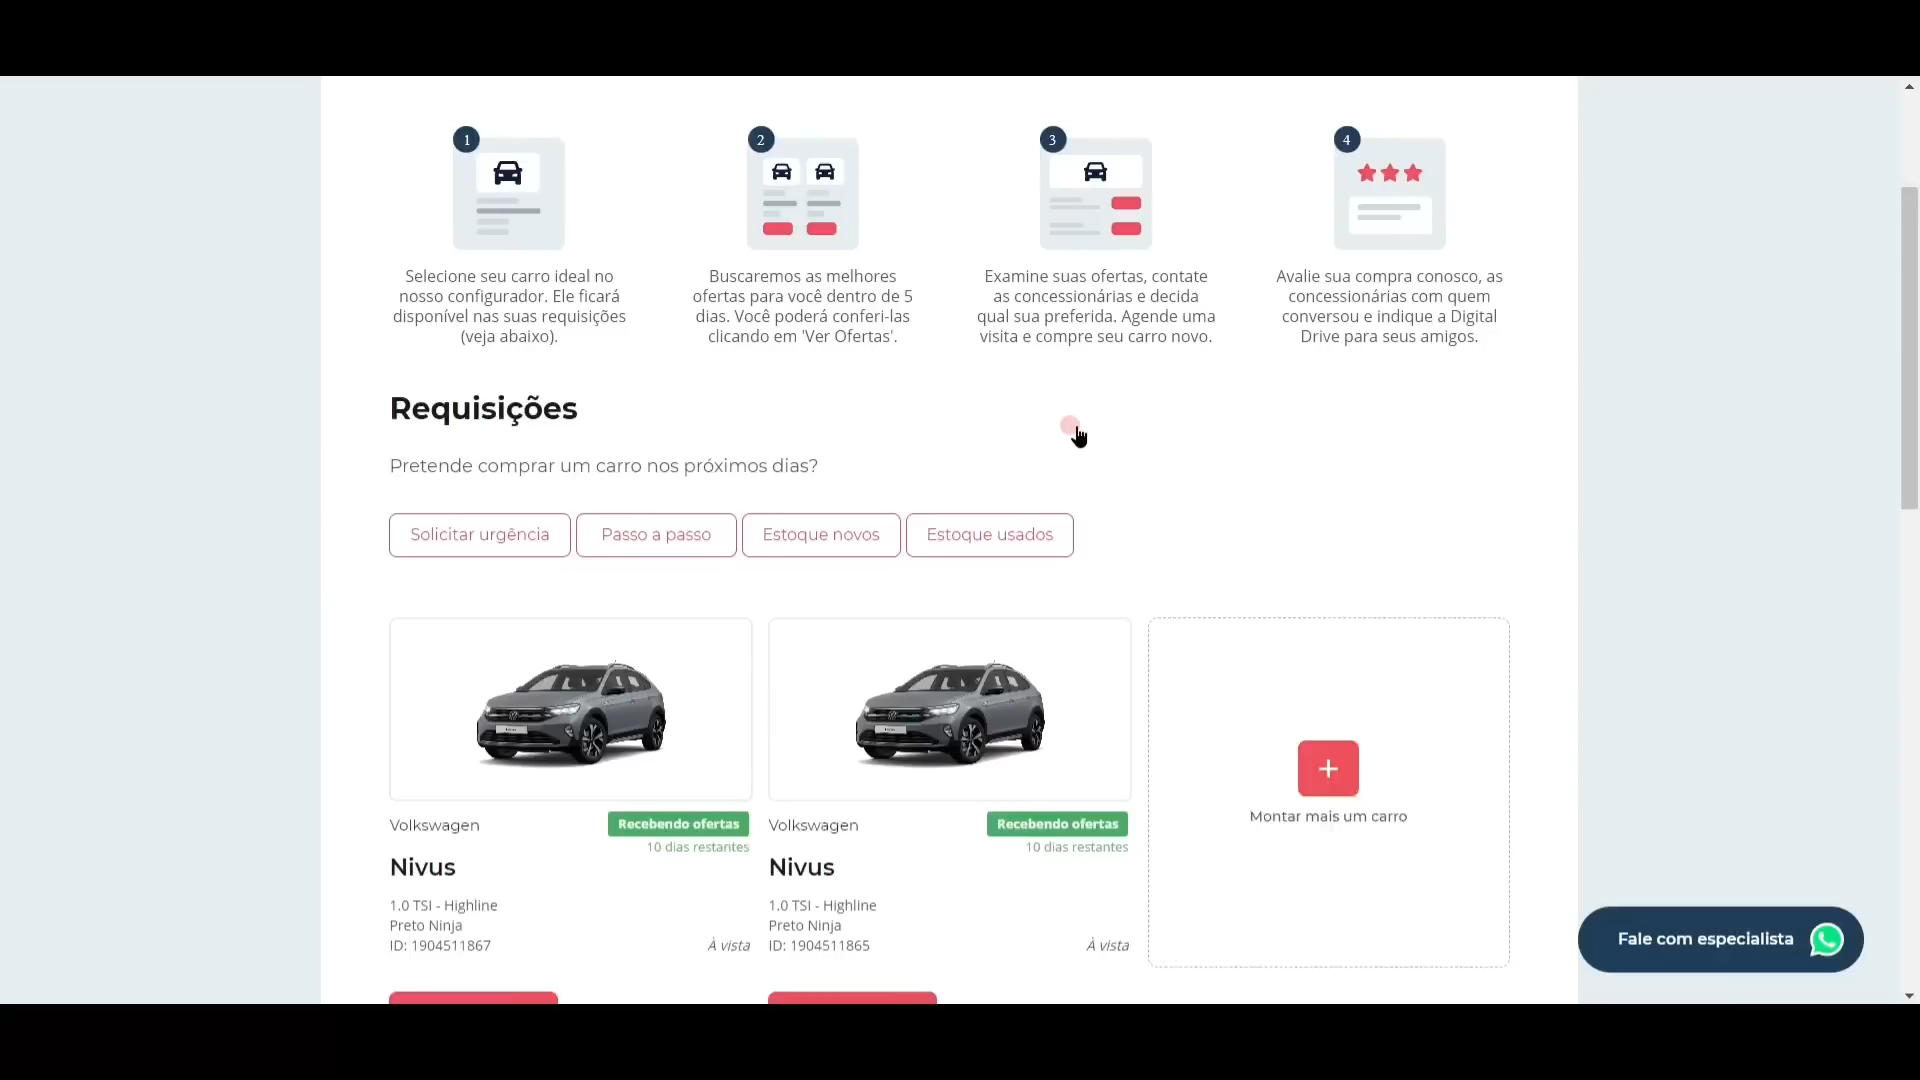 1
2
3
4
Selecione seu carro ideal no
nosso configurador. Ele ficará
disponível nas suas requisições
(veja abaixo).
Buscaremos as melhores
ofertas para você dentro de 5
dias. Você poderá conferi-las
clicando em 'Ver Ofertas'.
Examine suas ofertas, contate
as concessionárias e decida
qual sua preferida. Agende uma
visita e compre seu carro novo.
Avalie sua compra conosco, as
concessionárias com quem
conversou e indique a Digital
Drive para seus amigos.
Requisições
Pretende comprar um carro nos próximos dias?
Solicitar urgência
Passo a passo
Estoque novos
Estoque usados
Volkswagen
Recebendo ofertas
10 dias restantes
Nivus
1.0 TSI - Highline
Preto Ninja
ID: 1904511867
À vista
Volkswagen
Recebendo ofertas
10 dias restantes
Nivus
1.0 TSI - Highline
Preto Ninja
ID: 1904511865
À vista
+
Montar mais um carro
Fale com especialista